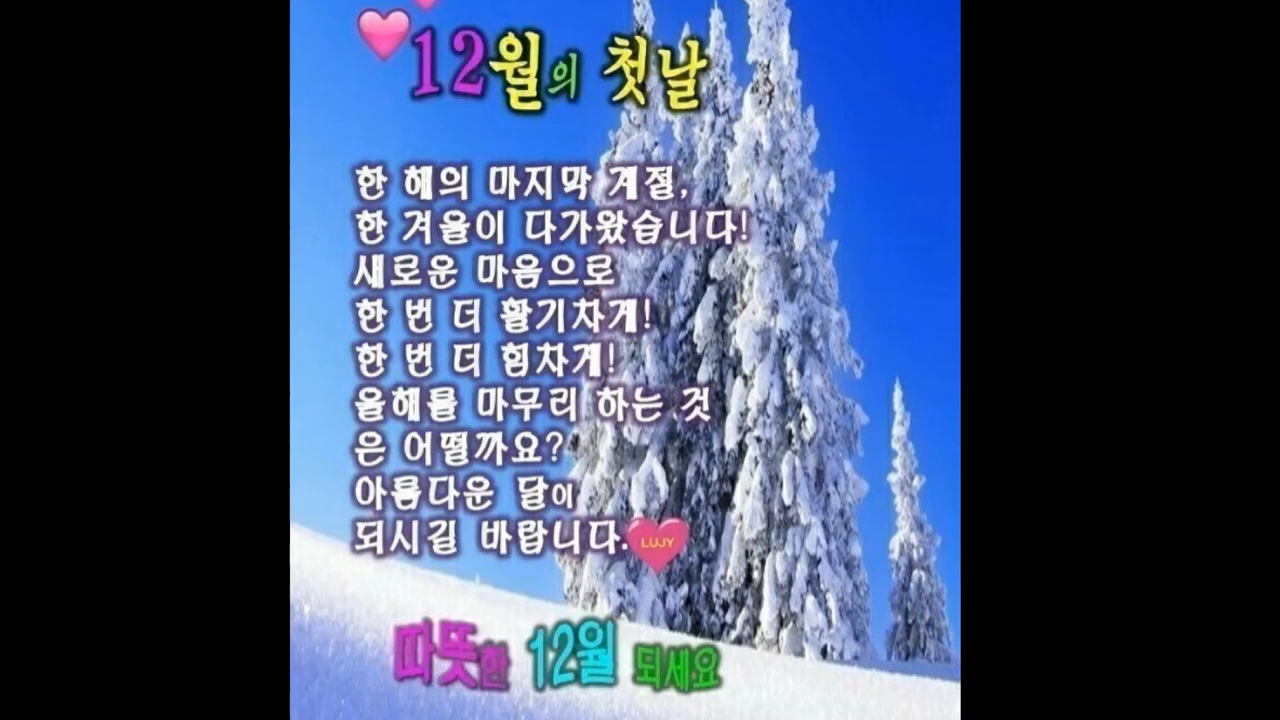 12월의 첫날
한 해의 마지막 계절,
한 겨울이 다가왔습니다!
새로운 마음으로
한 번 더 활기차게!
한 번 더 힘차게!
올해를 마무리 하는 것
은 어떨까요?
아름다운 달이
되시길 바랍니다.
LUJY
따뜻한 12월 되세요